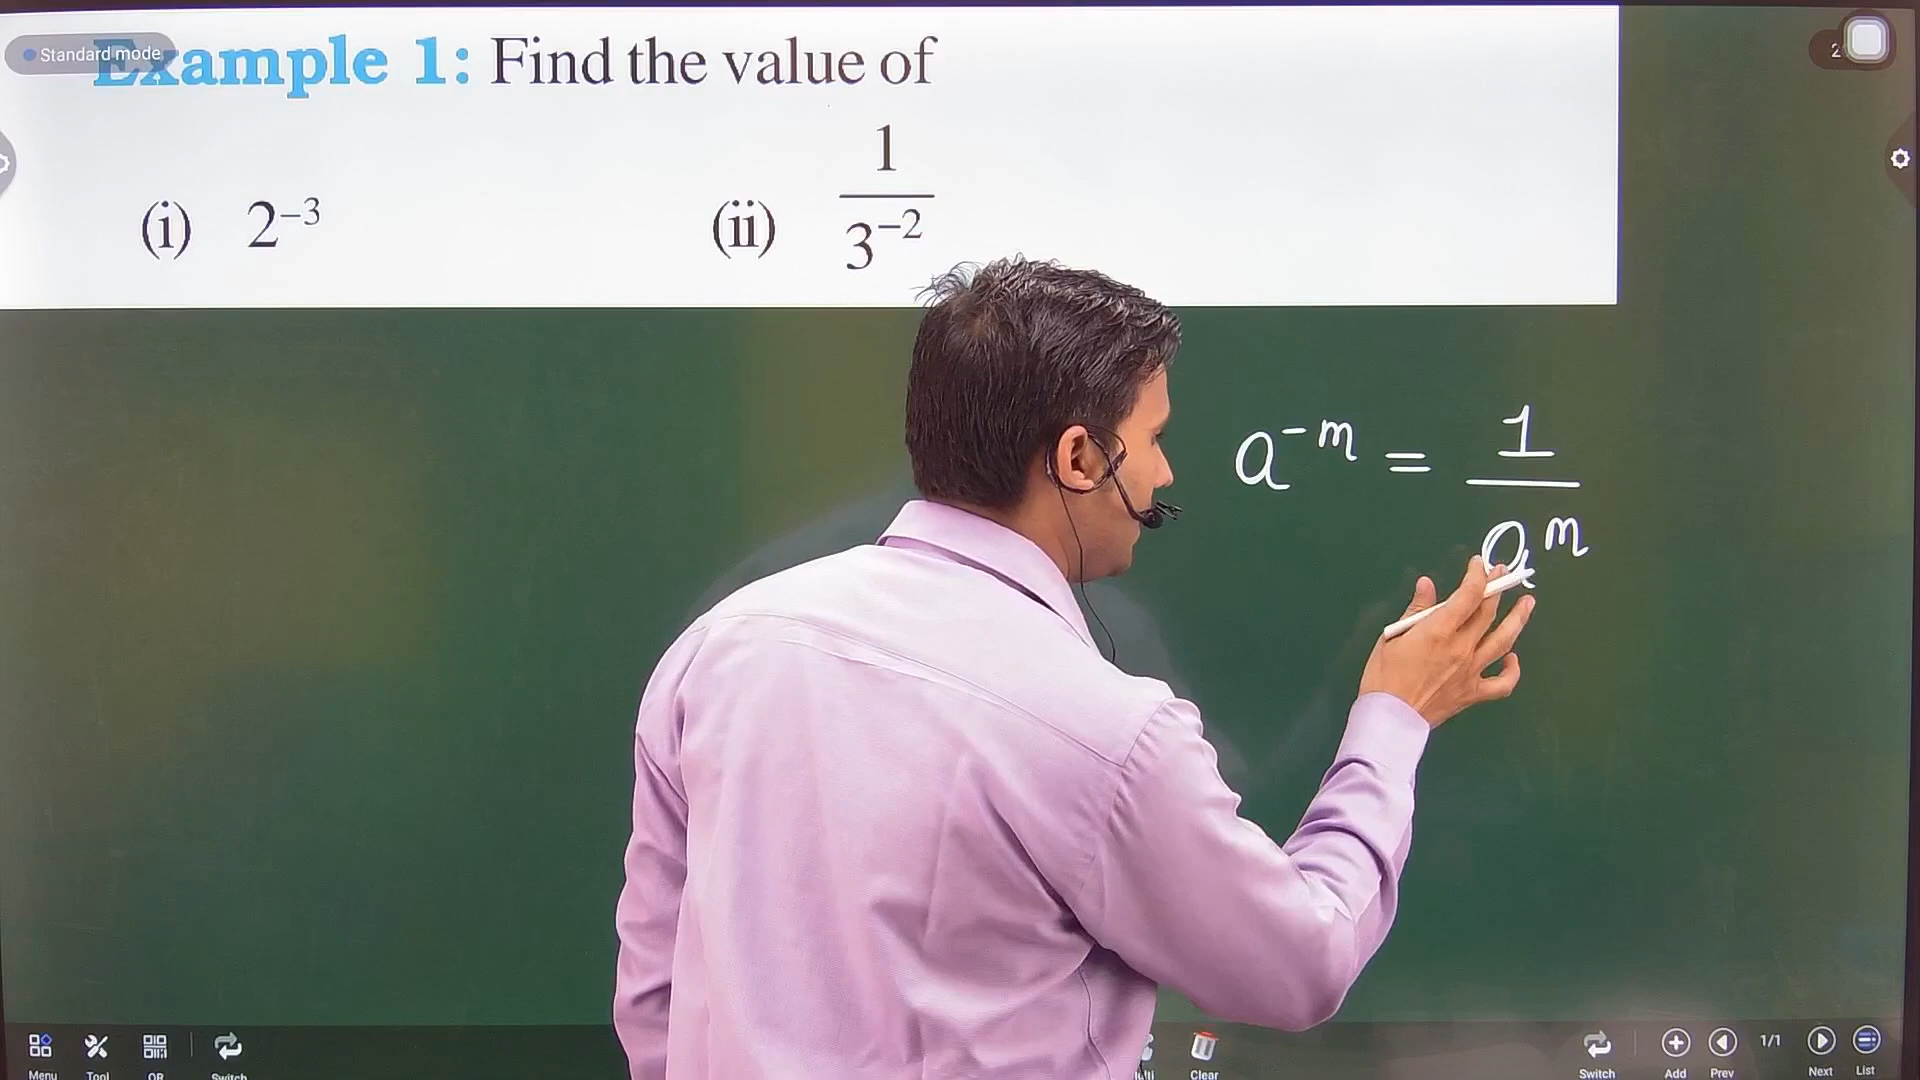 Standard mode
Example 1: Find the value of
(i) 2⁻³ (ii) 1/3⁻²
a⁻ᵐ = 1/aᵐ
Menu Tool QR Switch Clear Switch Add Prev 1/1 Next List